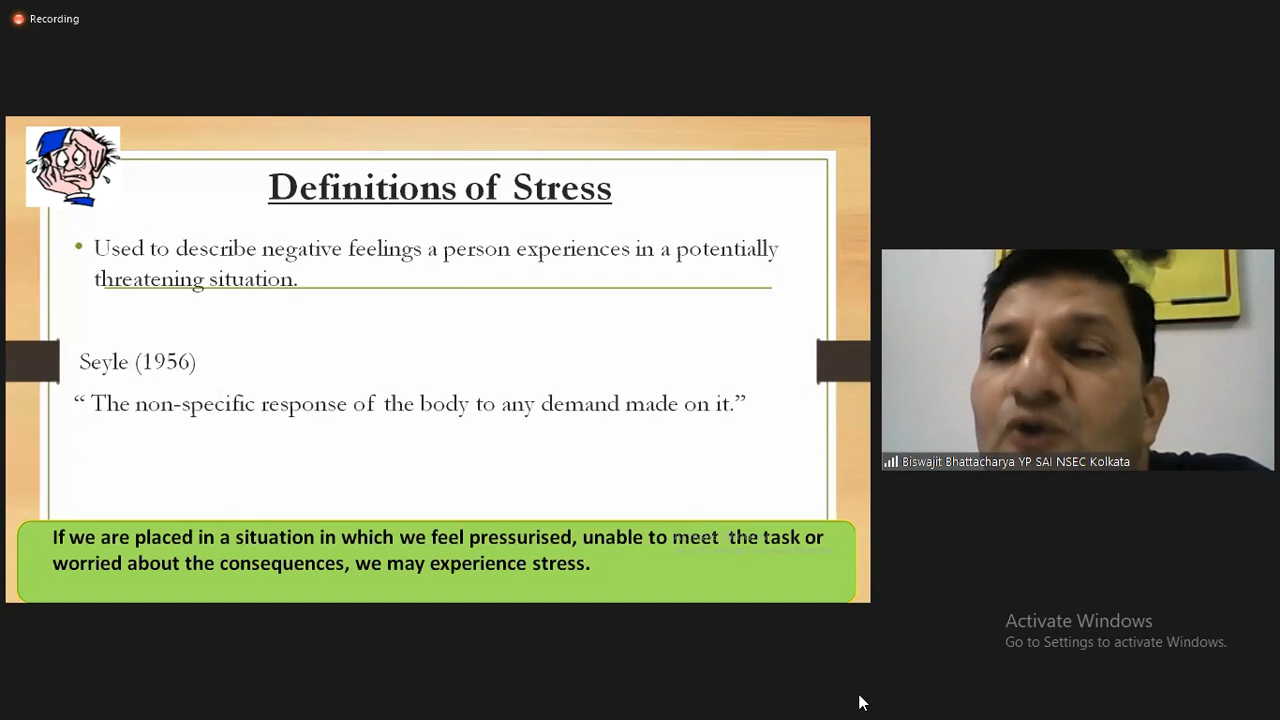 Recording
Definitions of Stress
• Used to describe negative feelings a person experiences in a potentially
threatening situation.
Seyle (1956)
“ The non-specific response of the body to any demand made on it.”
If we are placed in a situation in which we feel pressurised, unable to meet the task or
worried about the consequences, we may experience stress.
Biswajit Bhattacharya YP SAI NSEC Kolkata
Activate Windows
Go to Settings to activate Windows.